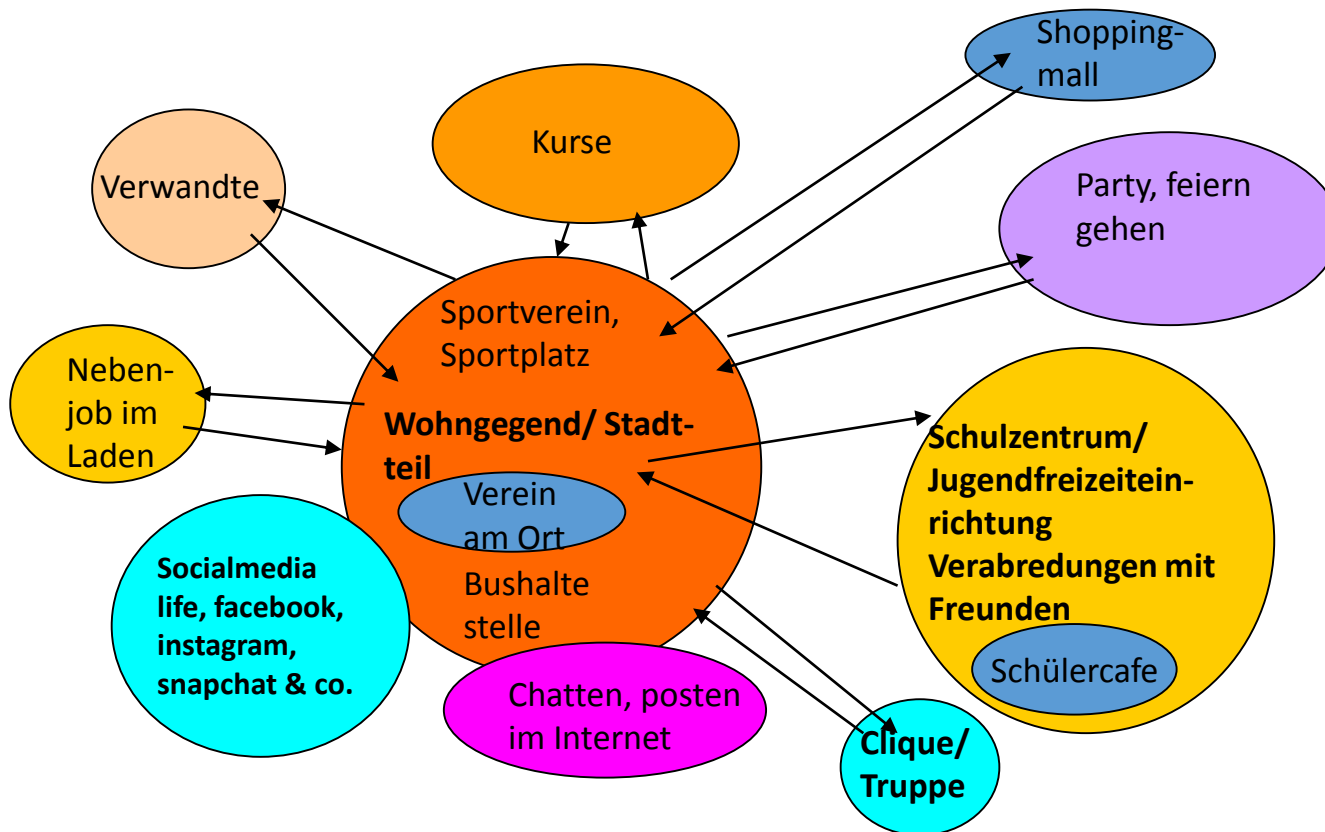 Shopping-
mall
Kurse
Verwandte
Party, feiern
gehen
Sportverein,
Sportplatz
Neben-
job im
Laden
Wohngegend/ Stadt-
teil
Verein
am Ort
Bushalte
stelle
Schulzentrum/
Jugendfreizeitein-
richtung
Verabredungen mit
Freunden
Schülercafe
Socialmedia
life, facebook,
instagram,
snapchat & co.
Chatten, posten
im Internet
Clique/
Truppe